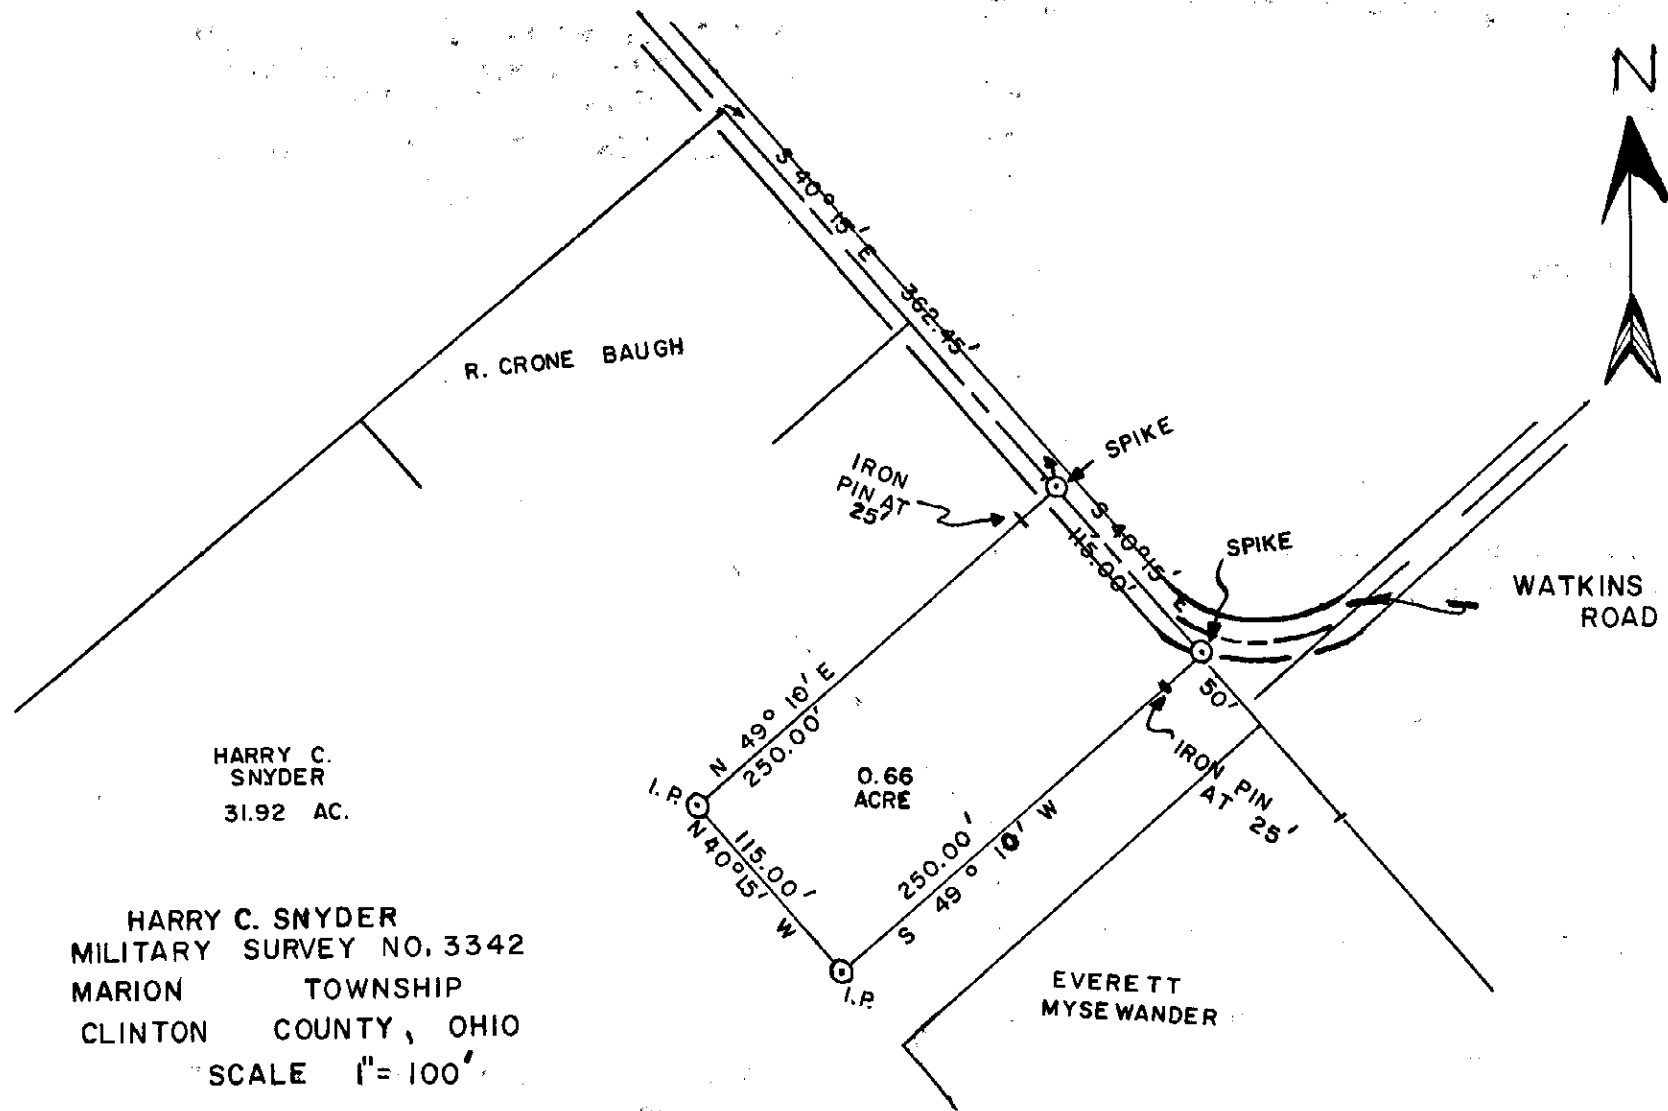 N
S 40° 15' E 362.45'
R. CRONE BAUGH
SPIKE
IRON
PIN AT
25'
S 40° 15' E
115.00'
SPIKE
WATKINS
ROAD
50'
IRON PIN
AT 25'
N 49° 10' E
250.00'
HARRY C.
SNYDER
31.92 AC.
I.P.
0.66
ACRE
115.00'
N 40° 15' W
250.00'
S 49° 10' W
I.P.
EVERETT
MYSEWANDER
HARRY C. SNYDER
MILITARY SURVEY NO. 3342
MARION TOWNSHIP
CLINTON COUNTY, OHIO
SCALE 1" = 100'